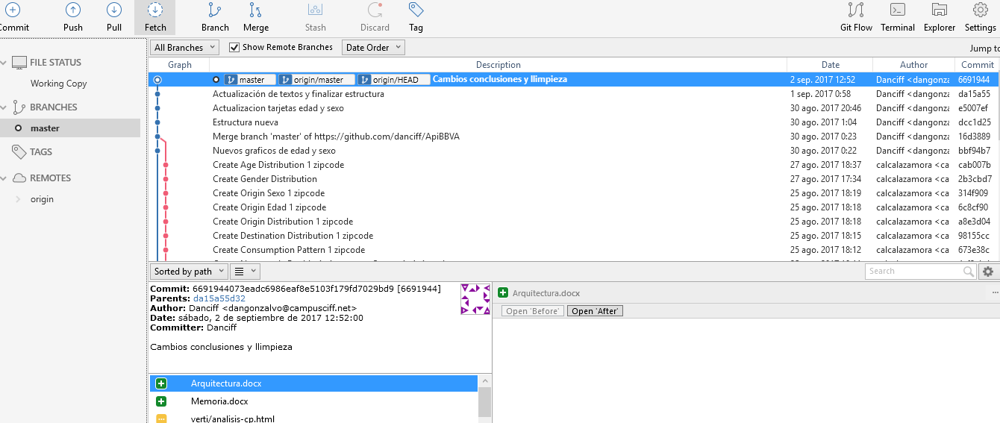 Commit Push Pull Fetch Branch Merge Stash Discard Tag Git Flow Terminal Explorer Settings
All Branches Show Remote Branches Date Order Jump to
FILE STATUS
Working Copy
BRANCHES
master
TAGS
REMOTES
origin
Graph Description Date Author Commit
master origin/master origin/HEAD Cambios conclusiones y llimpieza 2 sep. 2017 12:52 Danciff <dangonza 6691944
Actualización de textos y finalizar estructura 1 sep. 2017 0:58 Danciff <dangonza da15a55
Actualizacion tarjetas edad y sexo 30 ago. 2017 20:46 Danciff <dangonza e5007ef
Estructura nueva 30 ago. 2017 1:04 Danciff <dangonza dcc1d25
Merge branch 'master' of https://github.com/danciff/ApiBBVA 30 ago. 2017 0:23 Danciff <dangonza 16d3889
Nuevos graficos de edad y sexo 30 ago. 2017 0:22 Danciff <dangonza bbf94b7
Create Age Distribution 1 zipcode 27 ago. 2017 18:37 calcalazamora <ca cab007b
Create Gender Distribution 27 ago. 2017 17:34 calcalazamora <ca 2b3cbd7
Create Origin Sexo 1 zipcode 25 ago. 2017 18:19 calcalazamora <ca 314f909
Create Origin Edad 1 zipcode 25 ago. 2017 18:18 calcalazamora <ca 6c8cf90
Create Origin Distribution 1 zipcode 25 ago. 2017 18:18 calcalazamora <ca a8e3d04
Create Destination Distribution 1 zipcode 25 ago. 2017 18:15 calcalazamora <ca 98155cc
Create Consumption Pattern 1 zipcode 25 ago. 2017 18:12 calcalazamora <ca 673e38c
Sorted by path Search
Commit: 6691944073eadc6986eaf8e5103f179fd7029bd9 [6691944]
Parents: da15a55d32
Author: Danciff <dangonzalvo@campusciff.net>
Date: sábado, 2 de septiembre de 2017 12:52:00
Committer: Danciff
Cambios conclusiones y llimpieza
Arquitectura.docx
Memoria.docx
verti/analisis-cp.html
Arquitectura.docx
Open 'Before' Open 'After'